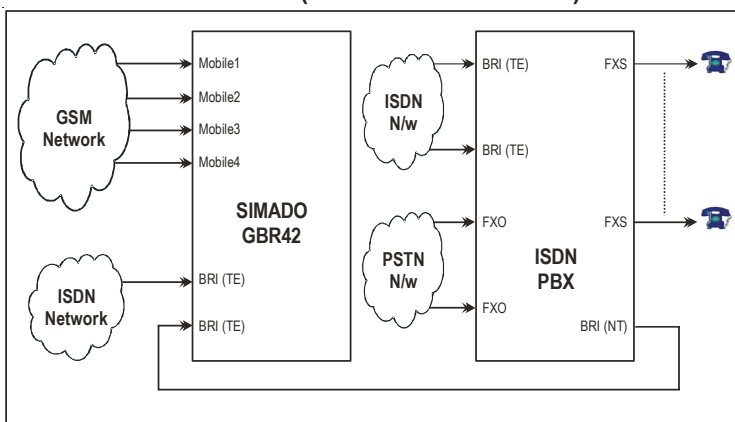 GSM
Network
Mobile1
Mobile2
Mobile3
Mobile4
SIMADO
GBR42
ISDN
Network
BRI (TE)
BRI (TE)
ISDN
N/w
BRI (TE)
BRI (TE)
PSTN
N/w
FXO
FXO
ISDN
PBX
FXS
FXS
BRI (NT)